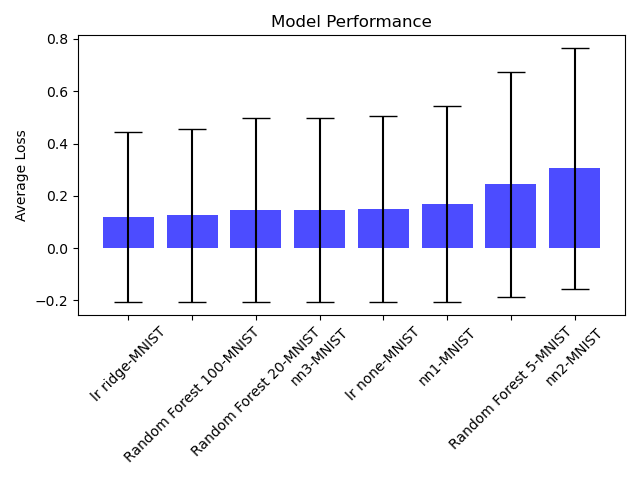 Model Performance
Average Loss
0.8
0.6
0.4
0.2
0.0
−0.2
lr ridge-MNIST
Random Forest 100-MNIST
Random Forest 20-MNIST
nn3-MNIST
lr none-MNIST
nn1-MNIST
Random Forest 5-MNIST
nn2-MNIST